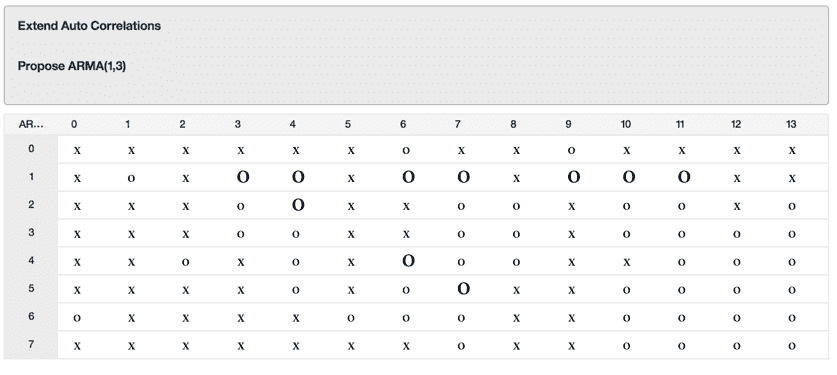 Extend Auto Correlations
Propose ARMA(1,3)
AR... 0 1 2 3 4 5 6 7 8 9 10 11 12 13
0 x x x x x x o x x o x x x x
1 x o x O O x O O x O O O x x
2 x x x o O x x o o x o o x o
3 x x x o o x x o o x o o o o
4 x x o x o x O o o x x o o o
5 x x x x o x o O x x o o o o
6 o x x x x o o o x x o o o o
7 x x x x x x x o x x o o o o